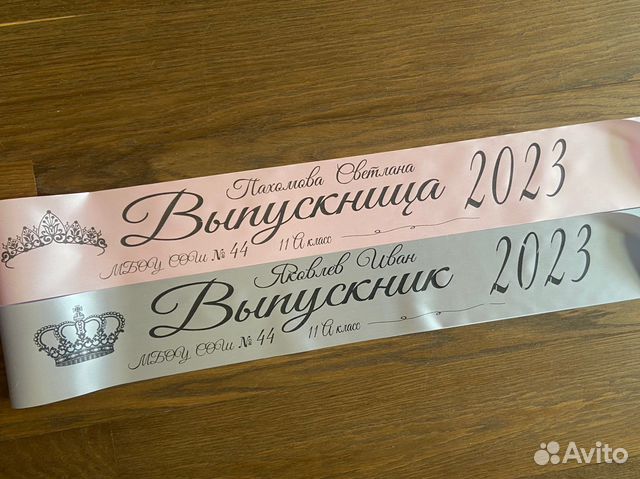 Пахомова Светлана
Выпускница 2023
МБОУ СОШ № 44 11 А класс
Яковлев Иван
Выпускник 2023
МБОУ СОШ № 44 11 А класс
Avito